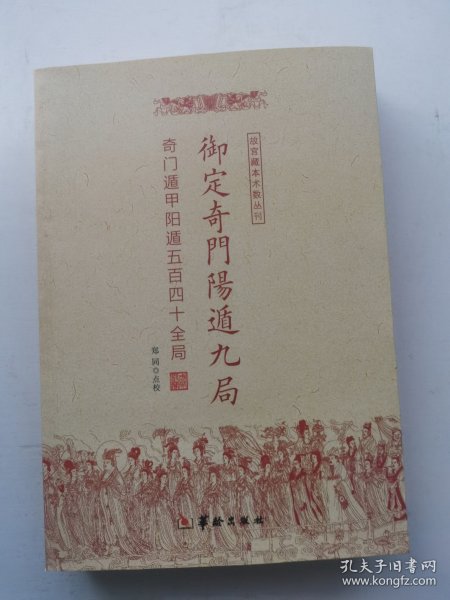 故宫藏本术数丛刊
御定奇門陽遁九局
奇门遁甲阳遁五百四十全局
郑同◎点校
華龄出版社
孔夫子旧书网
www.kongfz.com